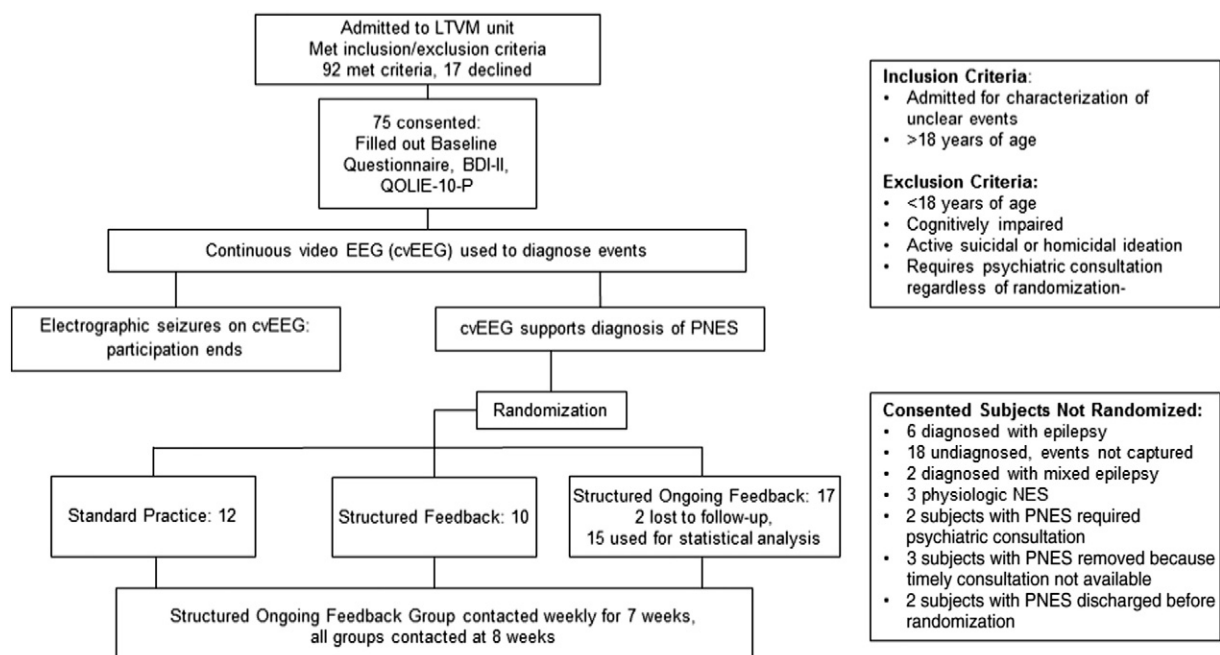 Admitted to LTVM unit
Met inclusion/exclusion criteria
92 met criteria, 17 declined
75 consented:
Filled out Baseline
Questionnaire, BDI-II,
QOLIE-10-P
Continuous video EEG (cvEEG) used to diagnose events
Electrographic seizures on cvEEG:
participation ends
cvEEG supports diagnosis of PNES
Randomization
Standard Practice: 12
Structured Feedback: 10
Structured Ongoing Feedback: 17
2 lost to follow-up,
15 used for statistical analysis
Structured Ongoing Feedback Group contacted weekly for 7 weeks,
all groups contacted at 8 weeks
Inclusion Criteria:
• Admitted for characterization of
unclear events
• >18 years of age
Exclusion Criteria:
• <18 years of age
• Cognitively impaired
• Active suicidal or homicidal ideation
• Requires psychiatric consultation
regardless of randomization-
Consented Subjects Not Randomized:
• 6 diagnosed with epilepsy
• 18 undiagnosed, events not captured
• 2 diagnosed with mixed epilepsy
• 3 physiologic NES
• 2 subjects with PNES required
psychiatric consultation
• 3 subjects with PNES removed because
timely consultation not available
• 2 subjects with PNES discharged before
randomization